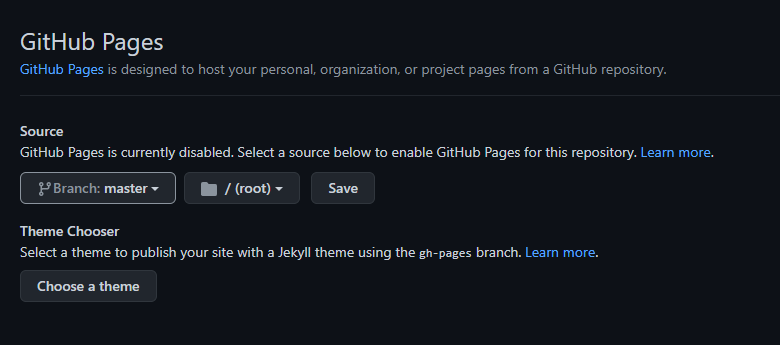 GitHub Pages
GitHub Pages is designed to host your personal, organization, or project pages from a GitHub repository.
Source
GitHub Pages is currently disabled. Select a source below to enable GitHub Pages for this repository. Learn more.
Branch: master / (root) Save
Theme Chooser
Select a theme to publish your site with a Jekyll theme using the gh-pages branch. Learn more.
Choose a theme